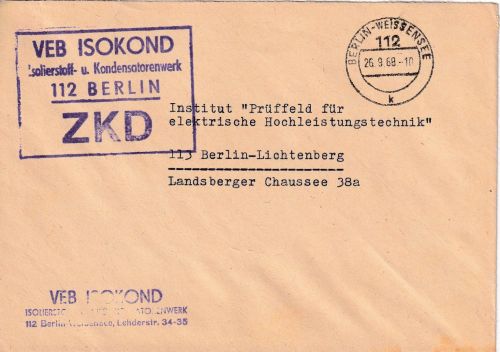 VEB ISOKOND
Isolierstoff- u. Kondensatorenwerk
112 BERLIN
ZKD
BERLIN-WEISSENSEE
112
26.9.68-10
k
Institut "Prüffeld für
elektrische Hochleistungstechnik"
113 Berlin-Lichtenberg
Landsberger Chaussee 38a
VEB ISOKOND
112 Berlin-Weissensee, Lehderstr. 34-35